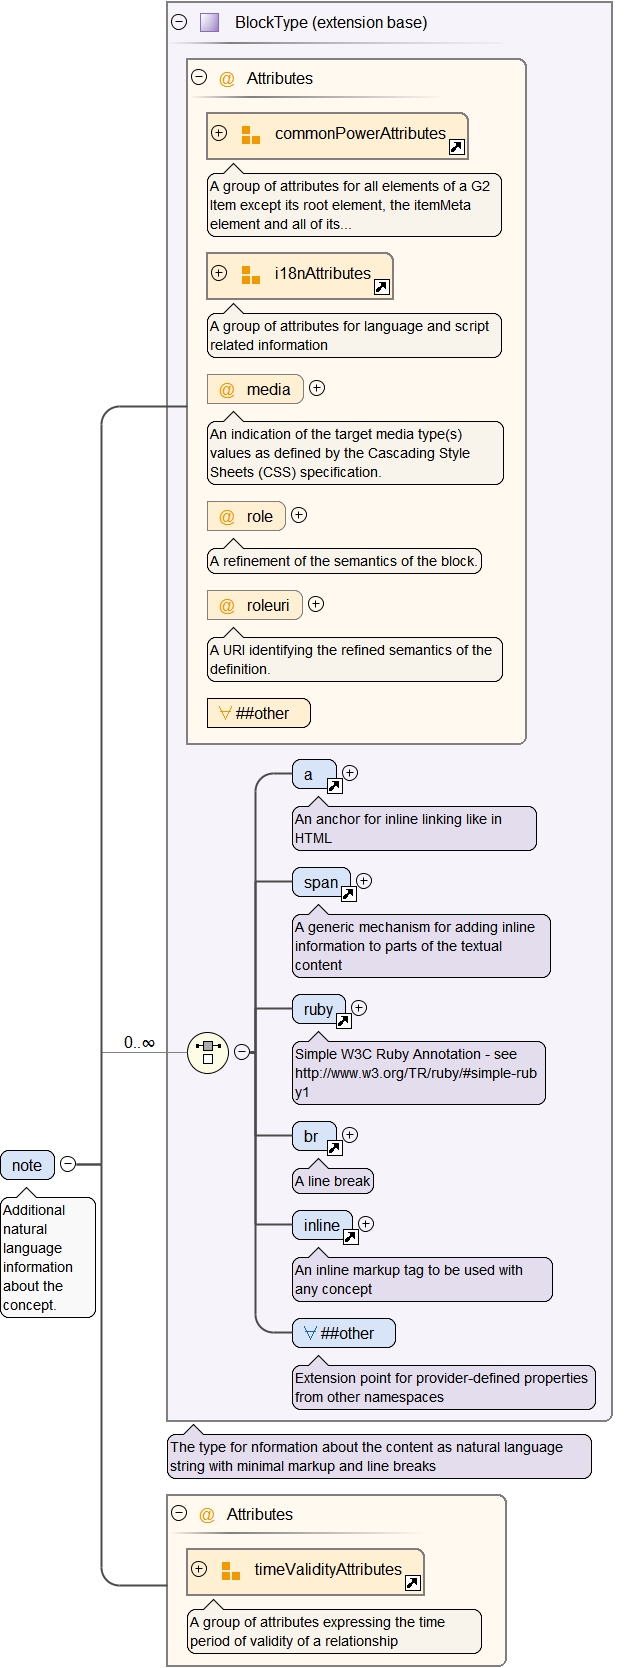 BlockType (extension base)
@ Attributes
commonPowerAttributes
A group of attributes for all elements of a G2
Item except its root element, the itemMeta
element and all of its...
i18nAttributes
A group of attributes for language and script
related information
@ media
An indication of the target media type(s)
values as defined by the Cascading Style
Sheets (CSS) specification.
@ role
A refinement of the semantics of the block.
@ roleuri
A URI identifying the refined semantics of the
definition.
∀ ##other
a
An anchor for inline linking like in
HTML
span
A generic mechanism for adding inline
information to parts of the textual
content
ruby
Simple W3C Ruby Annotation - see
http://www.w3.org/TR/ruby/#simple-rub
y1
0..∞
br
A line break
note
Additional
natural
language
information
about the
concept.
inline
An inline markup tag to be used with
any concept
∀ ##other
Extension point for provider-defined properties
from other namespaces
The type for nformation about the content as natural language
string with minimal markup and line breaks
@ Attributes
timeValidityAttributes
A group of attributes expressing the time
period of validity of a relationship